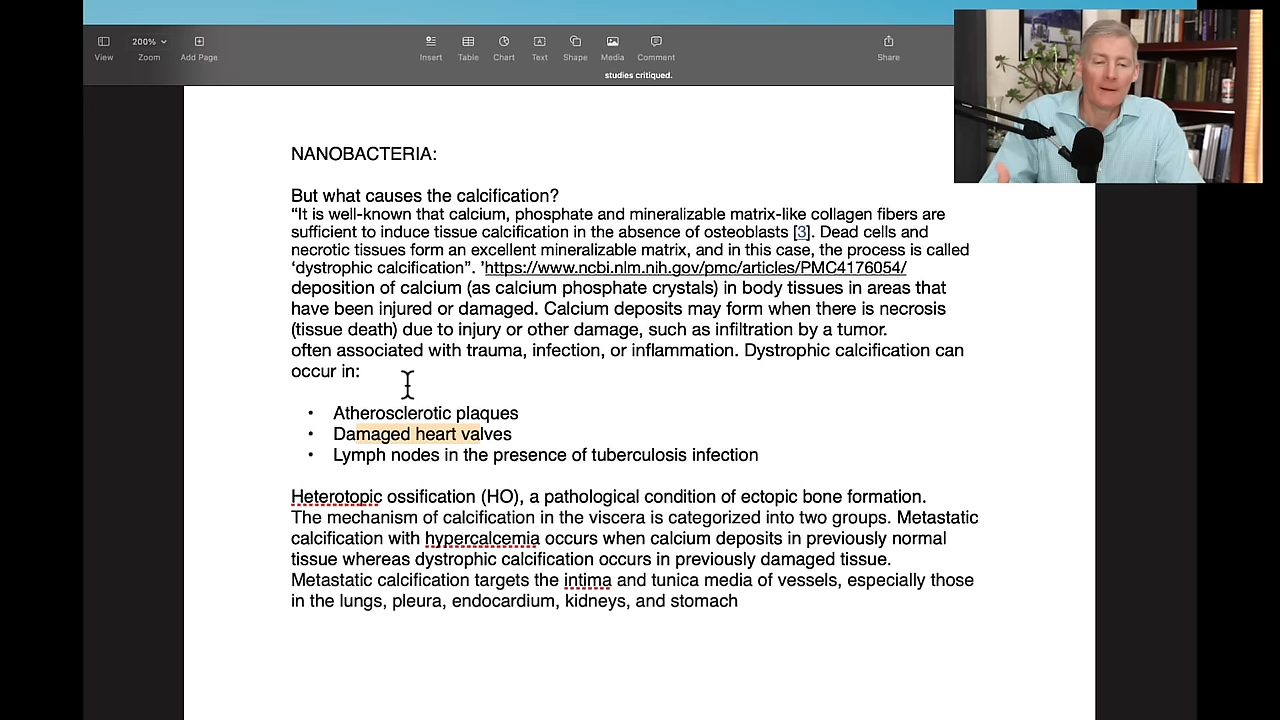 200%
View
Zoom
Add Page
Insert
Table
Chart
Text
Shape
Media
Comment
Share
studies critiqued.
NANOBACTERIA:
But what causes the calcification?
“It is well-known that calcium, phosphate and mineralizable matrix-like collagen fibers are
sufficient to induce tissue calcification in the absence of osteoblasts [3]. Dead cells and
necrotic tissues form an excellent mineralizable matrix, and in this case, the process is called
‘dystrophic calcification”. ’https://www.ncbi.nlm.nih.gov/pmc/articles/PMC4176054/
deposition of calcium (as calcium phosphate crystals) in body tissues in areas that
have been injured or damaged. Calcium deposits may form when there is necrosis
(tissue death) due to injury or other damage, such as infiltration by a tumor.
often associated with trauma, infection, or inflammation. Dystrophic calcification can
occur in:
• Atherosclerotic plaques
• Damaged heart valves
• Lymph nodes in the presence of tuberculosis infection
Heterotopic ossification (HO), a pathological condition of ectopic bone formation.
The mechanism of calcification in the viscera is categorized into two groups. Metastatic
calcification with hypercalcemia occurs when calcium deposits in previously normal
tissue whereas dystrophic calcification occurs in previously damaged tissue.
Metastatic calcification targets the intima and tunica media of vessels, especially those
in the lungs, pleura, endocardium, kidneys, and stomach